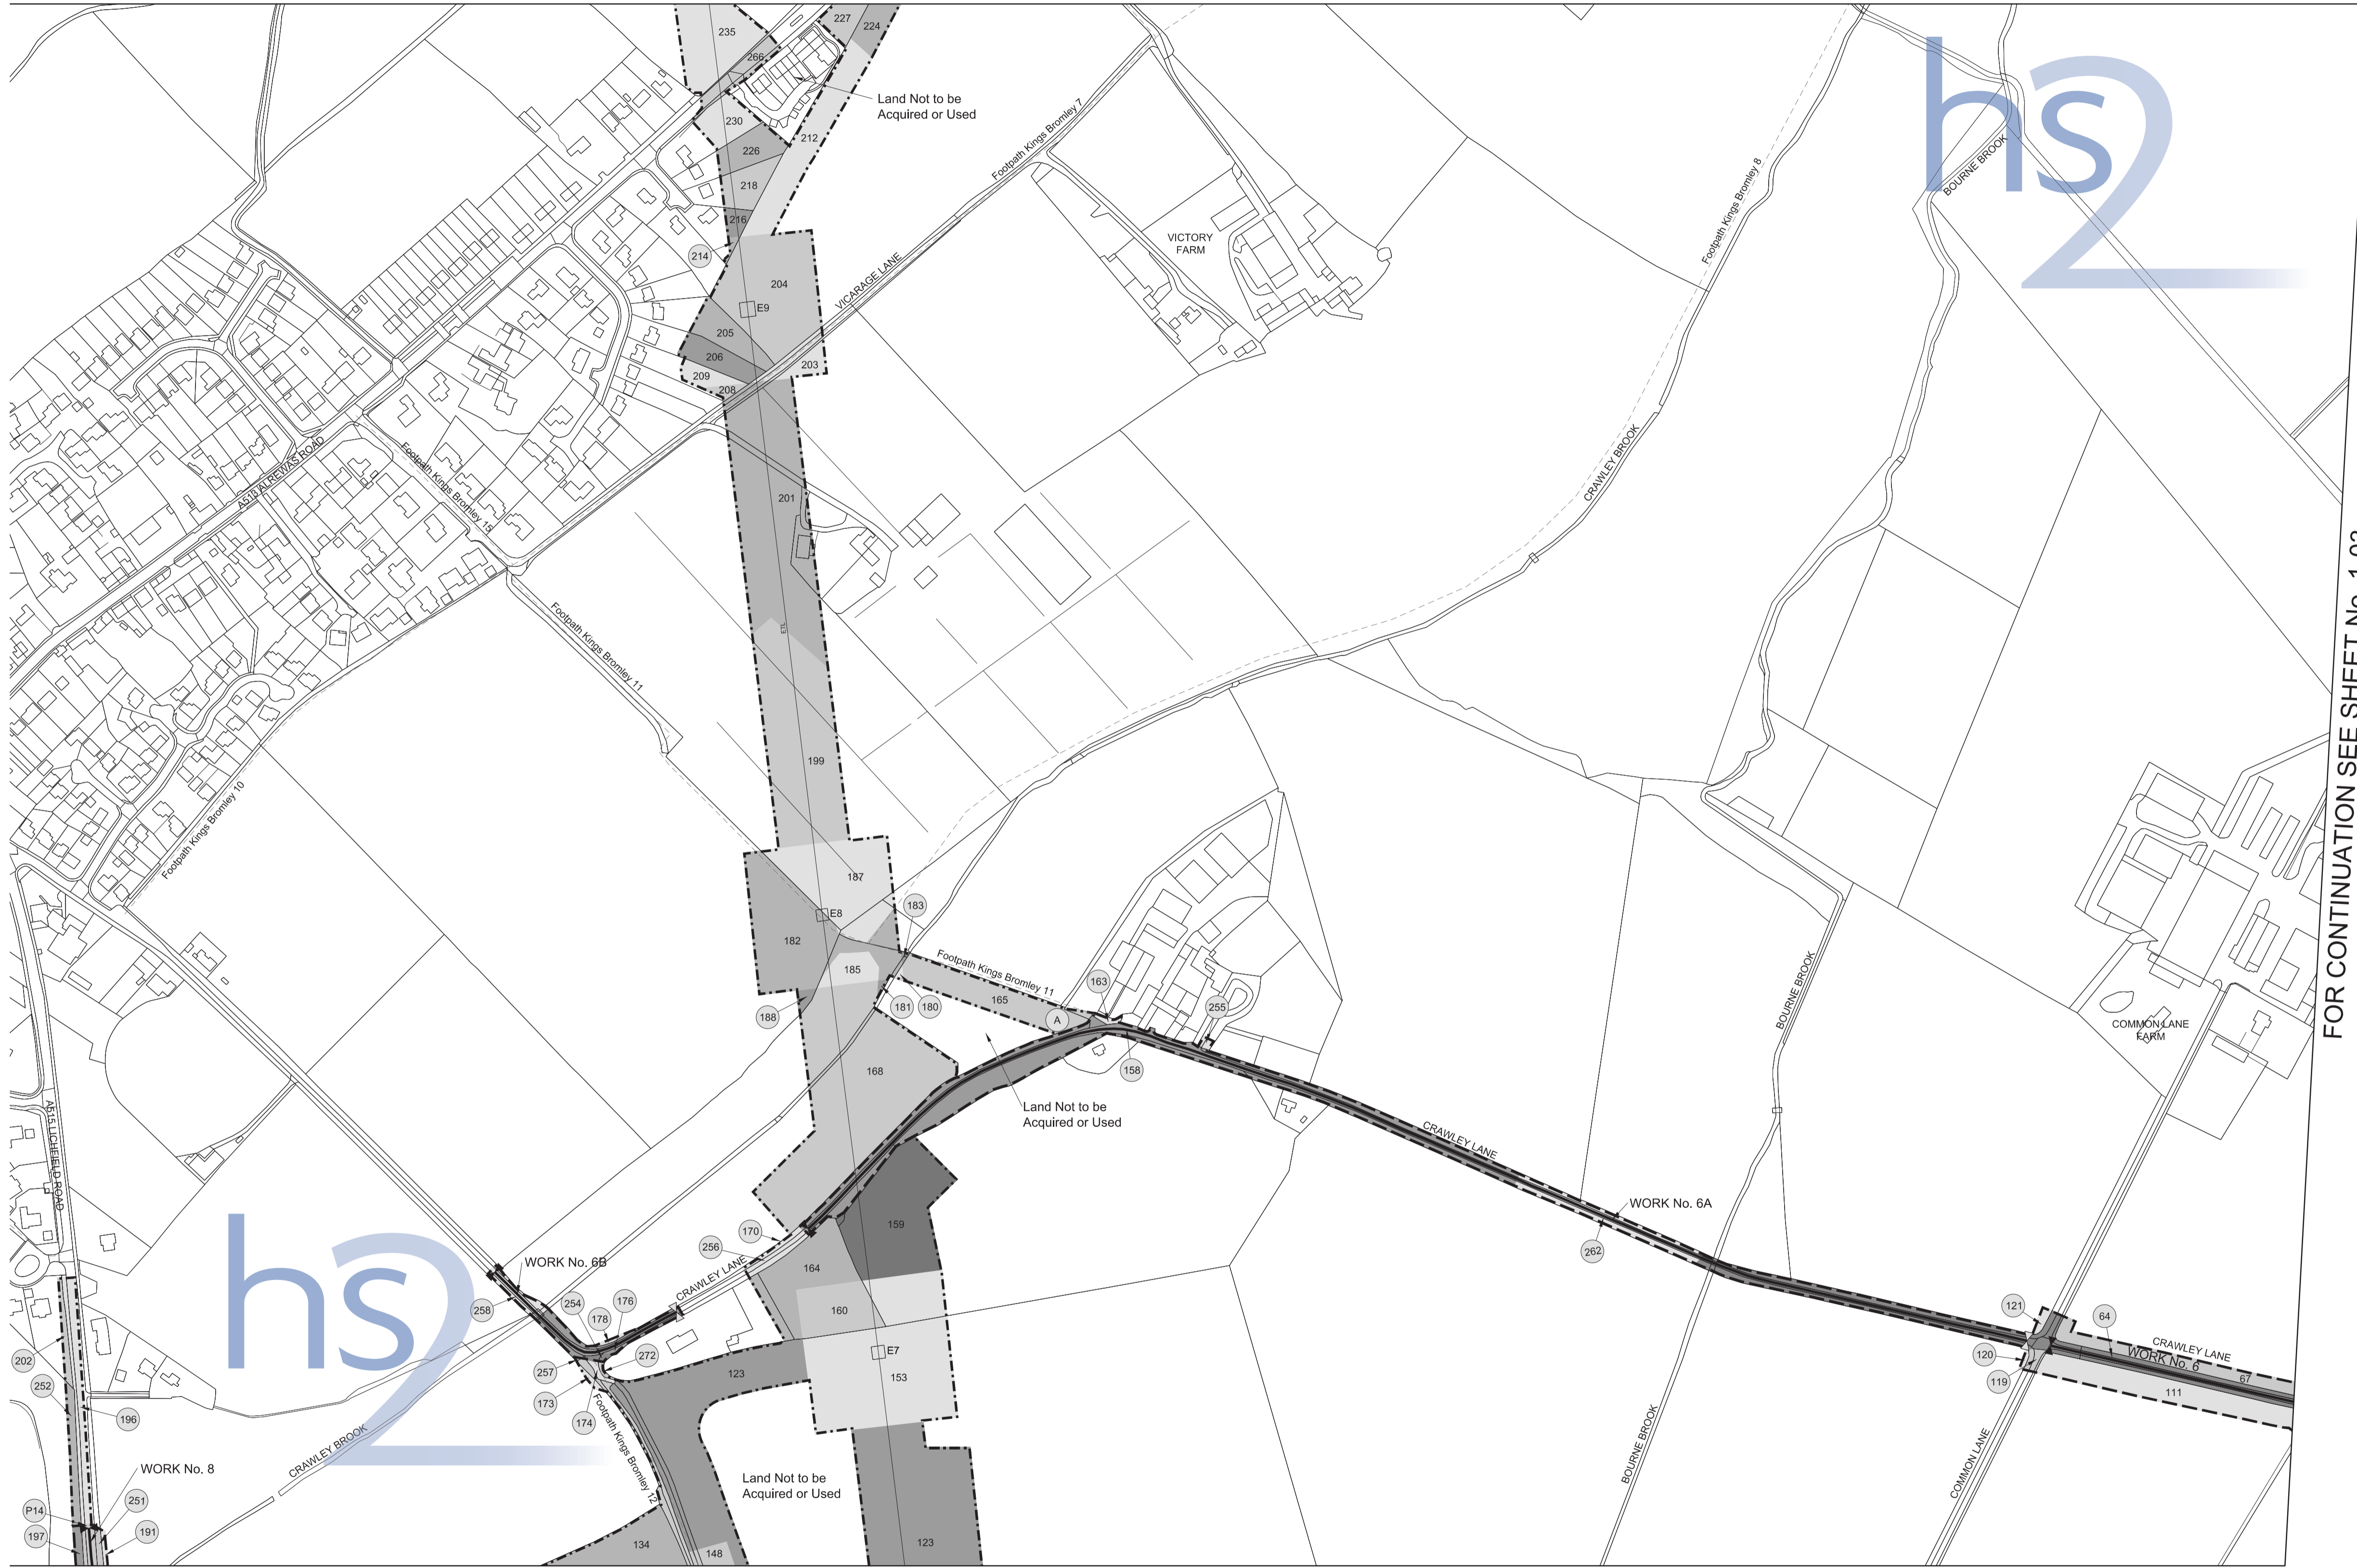 235
227
224
266
Land Not to be
Acquired or Used
hs2
230
212
226
218
216
214
Footpath Kings Bromley 7
Footpath Kings Bromley 8
BOURNE BROOK
VICTORY
FARM
204
E9
VICARAGE LANE
205
206
203
209
208
A513 ALREWAS ROAD
Footpath Kings Bromley 15
201
CRAWLEY BROOK
ETL
Footpath Kings Bromley 11
199
Footpath Kings Bromley 10
187
E8
183
182
185
Footpath Kings Bromley 11
165
163
255
A
181
180
188
158
168
Land Not to be
Acquired or Used
BOURNE BROOK
COMMON LANE
FARM
FOR CONTINUATION SEE SHEET No. 1-03
A515 LICHFIELD ROAD
CRAWLEY LANE
WORK No. 6A
262
159
170
256
CRAWLEY LANE
164
160
hs2
WORK No. 6B
258
254
178
176
272
257
173
174
Footpath Kings Bromley 12
123
E7
153
121
64
CRAWLEY LANE
WORK No. 6
67
120
119
111
202
252
196
CRAWLEY BROOK
WORK No. 8
P14
251
197
191
Land Not to be
Acquired or Used
134
148
123
BOURNE BROOK
COMMON LANE